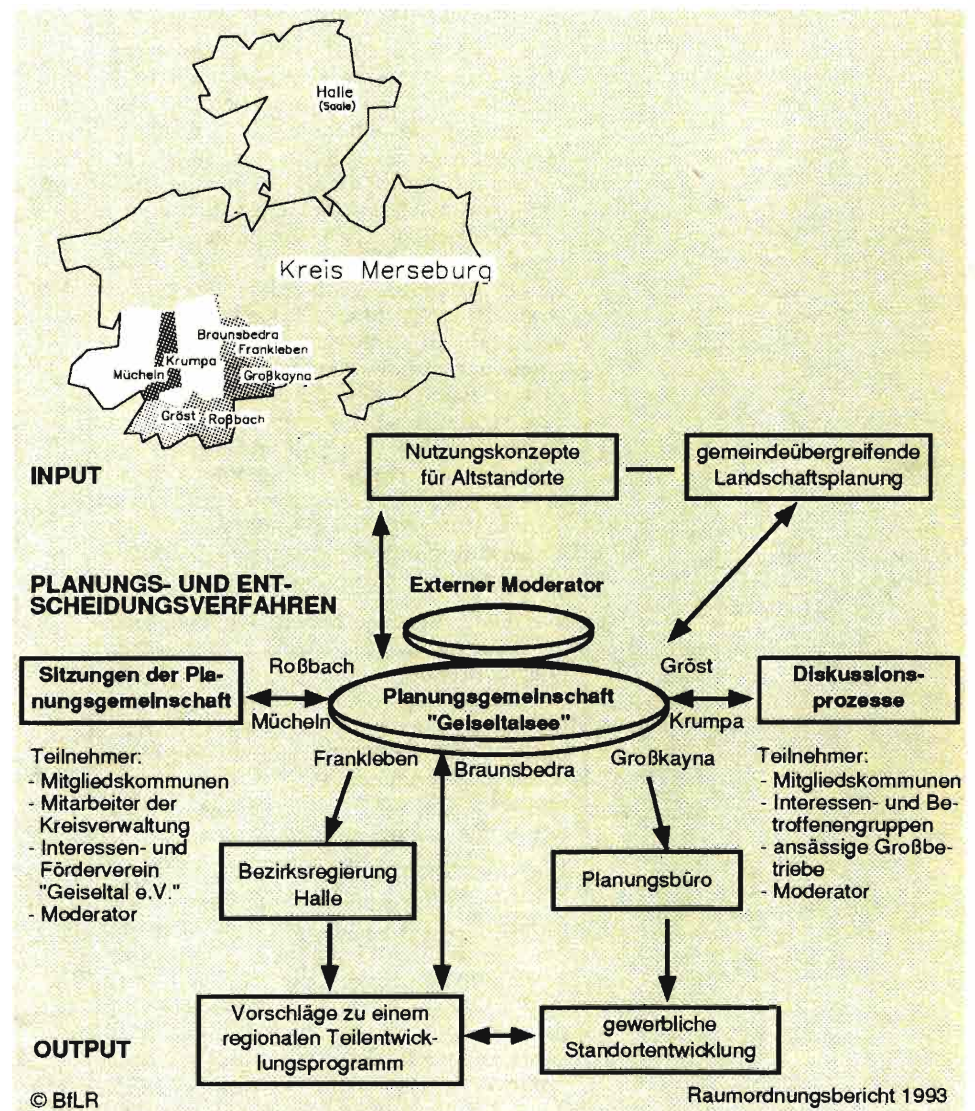 Halle
(Saale)
Kreis Merseburg
Braunsbedra
Frankleben
Krumpa
Mücheln
Großkayna
Gröst
Roßbach
INPUT
Nutzungskonzepte
für Altstandorte
gemeindeübergreifende
Landschaftsplanung
PLANUNGS- UND ENT-
SCHEIDUNGSVERFAHREN
Externer Moderator
Sitzungen der Pla-
nungsgemeinschaft
Roßbach
Mücheln
Planungsgemeinschaft
"Geiseltalsee"
Gröst
Krumpa
Diskussions-
prozesse
Frankleben
Braunsbedra
Großkayna
Teilnehmer:
- Mitgliedskommunen
- Mitarbeiter der
Kreisverwaltung
- Interessen- und
Förderverein
"Geiseltal e.V."
- Moderator
Teilnehmer:
- Mitgliedskommunen
- Interessen- und Be-
troffenengruppen
- ansässige Großbe-
triebe
- Moderator
Bezirksregierung
Halle
Planungsbüro
OUTPUT
Vorschläge zu einem
regionalen Teilentwick-
lungsprogramm
gewerbliche
Standortentwicklung
© BfLR
Raumordnungsbericht 1993